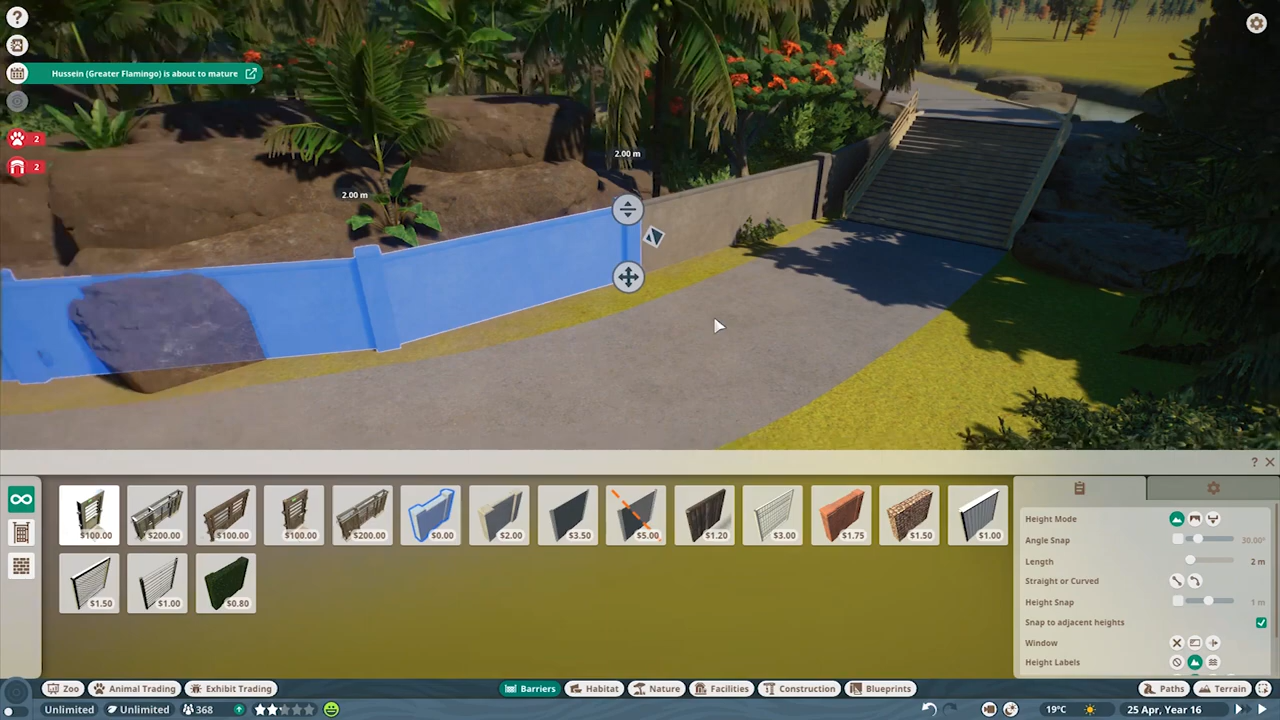 ?
Hussein (Greater Flamingo) is about to mature
2
2
2.00 m
2.00 m
? X
$100.00 $200.00 $100.00 $100.00 $200.00 $0.00 $2.00 $3.50 $5.00 $1.20 $3.00 $1.75 $1.50 $1.00
$1.50 $1.00 $0.80
Height Mode
Angle Snap 30.00°
Length 2 m
Straight or Curved
Height Snap 1 m
Snap to adjacent heights
Window
Height Labels
Zoo Animal Trading Exhibit Trading Barriers Habitat Nature Facilities Construction Blueprints Paths Terrain
Unlimited Unlimited 368 19°C 25 Apr, Year 16